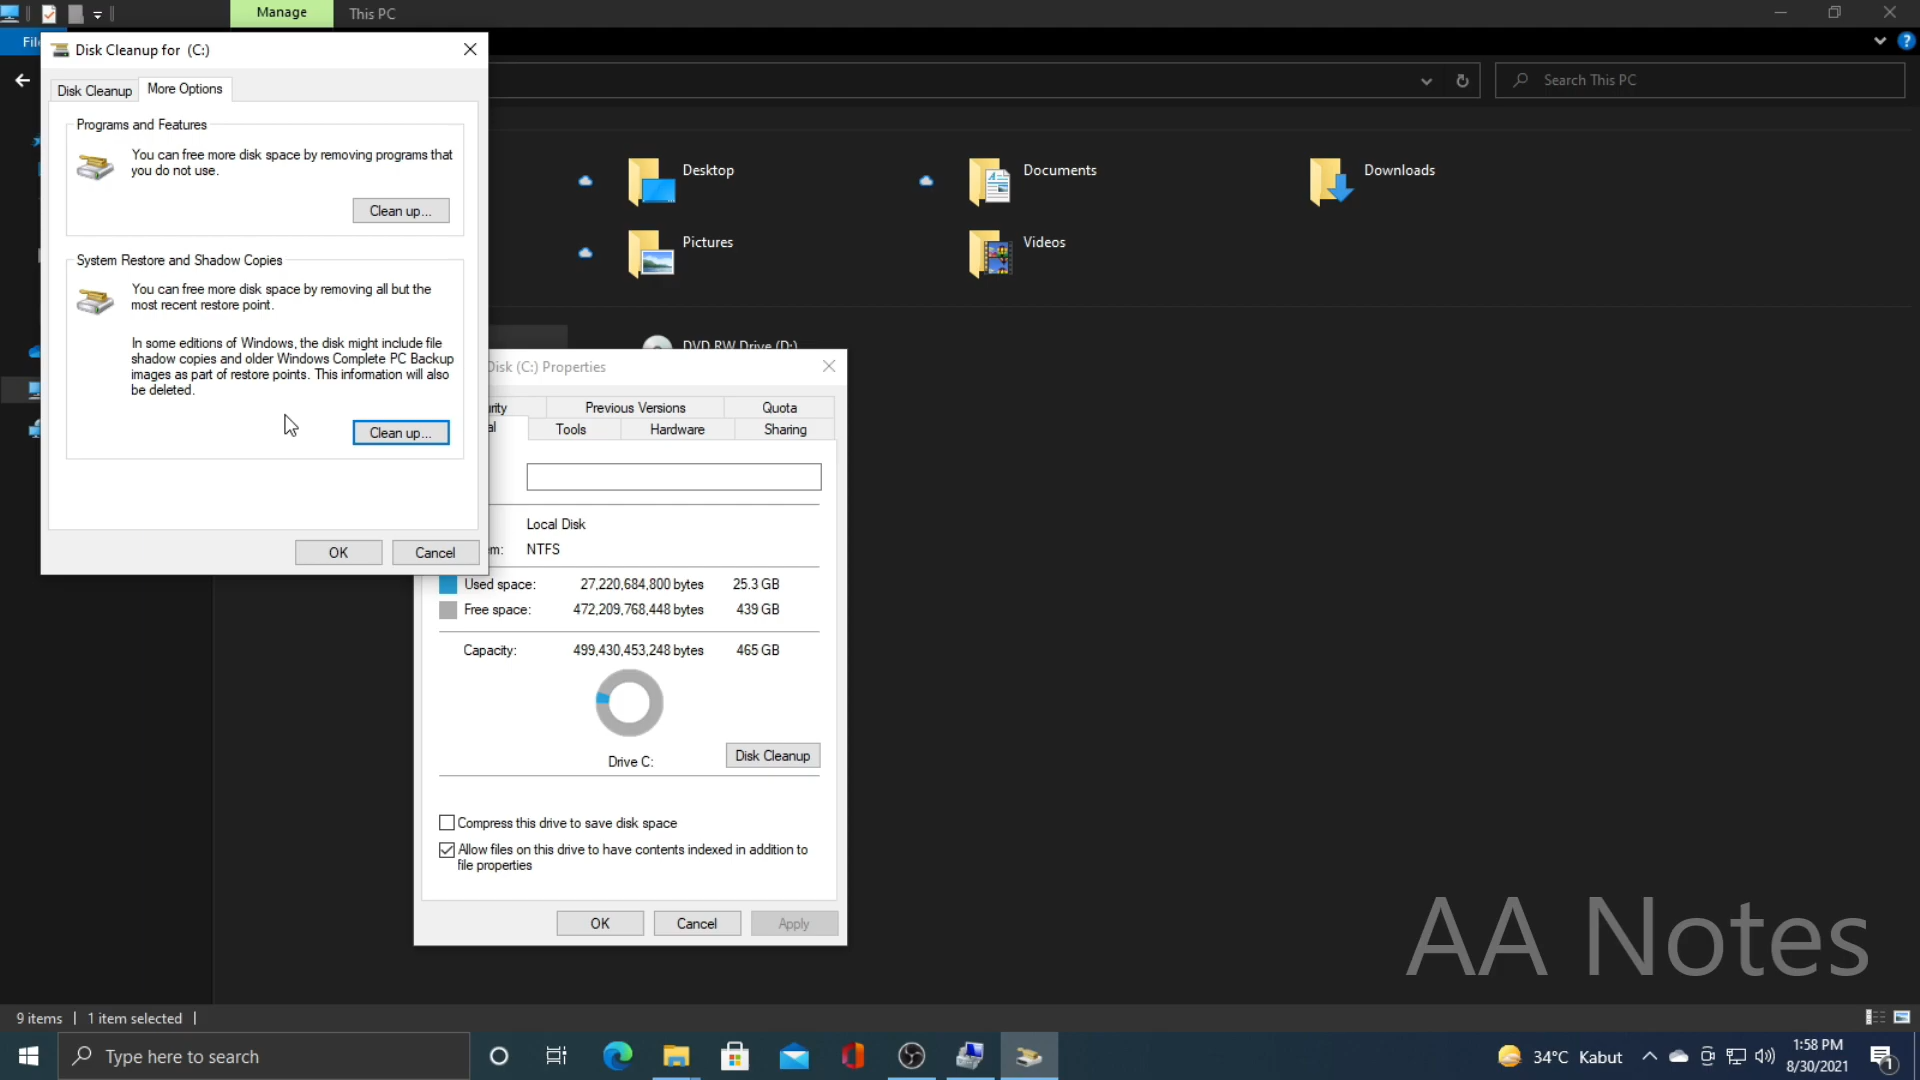 Manage
This PC
File
Disk Cleanup for (C:)
Disk Cleanup
More Options
Programs and Features
You can free more disk space by removing programs that
you do not use.
Clean up...
System Restore and Shadow Copies
You can free more disk space by removing all but the
most recent restore point.
In some editions of Windows, the disk might include file
shadow copies and older Windows Complete PC Backup
images as part of restore points. This information will also
be deleted.
Clean up...
OK
Cancel
Search This PC
Desktop
Documents
Downloads
Pictures
Videos
DVD RW Drive (D:)
Disk (C:) Properties
Previous Versions
Quota
Tools
Hardware
Sharing
Local Disk
NTFS
Used space: 27,220,684,800 bytes 25.3 GB
Free space: 472,209,768,448 bytes 439 GB
Capacity: 499,430,453,248 bytes 465 GB
Drive C:
Disk Cleanup
Compress this drive to save disk space
Allow files on this drive to have contents indexed in addition to
file properties
OK
Cancel
Apply
AA Notes
9 items
1 item selected
Type here to search
34°C Kabut
1:58 PM
8/30/2021
1